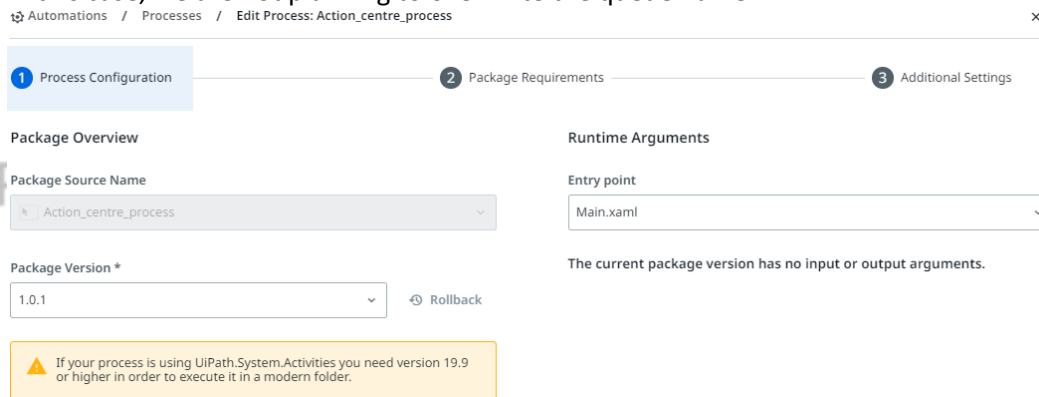 Automations / Processes / Edit Process: Action_centre_process
1 Process Configuration 2 Package Requirements 3 Additional Settings
Package Overview
Runtime Arguments
Package Source Name
Entry point
Action_centre_process
Main.xaml
Package Version *
The current package version has no input or output arguments.
1.0.1
Rollback
If your process is using UiPath.System.Activities you need version 19.9
or higher in order to execute it in a modern folder.